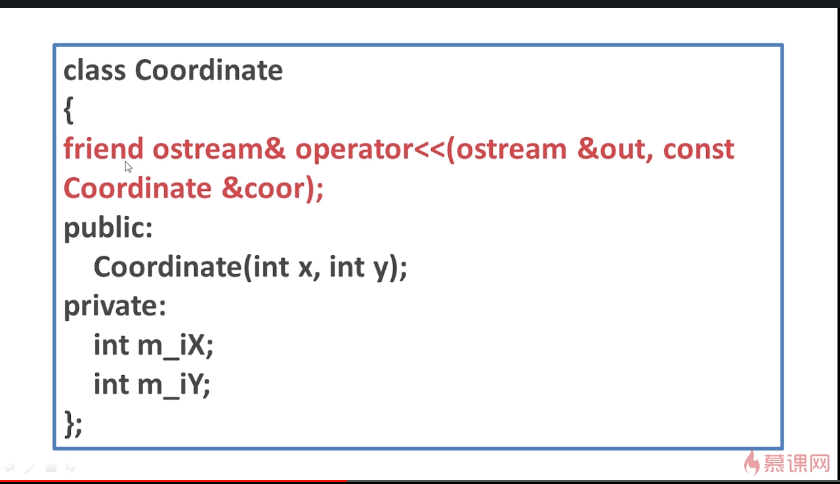 class Coordinate
{
friend ostream& operator<<(ostream &out, const
Coordinate &coor);
public:
Coordinate(int x, int y);
private:
int m_iX;
int m_iY;
};
慕课网